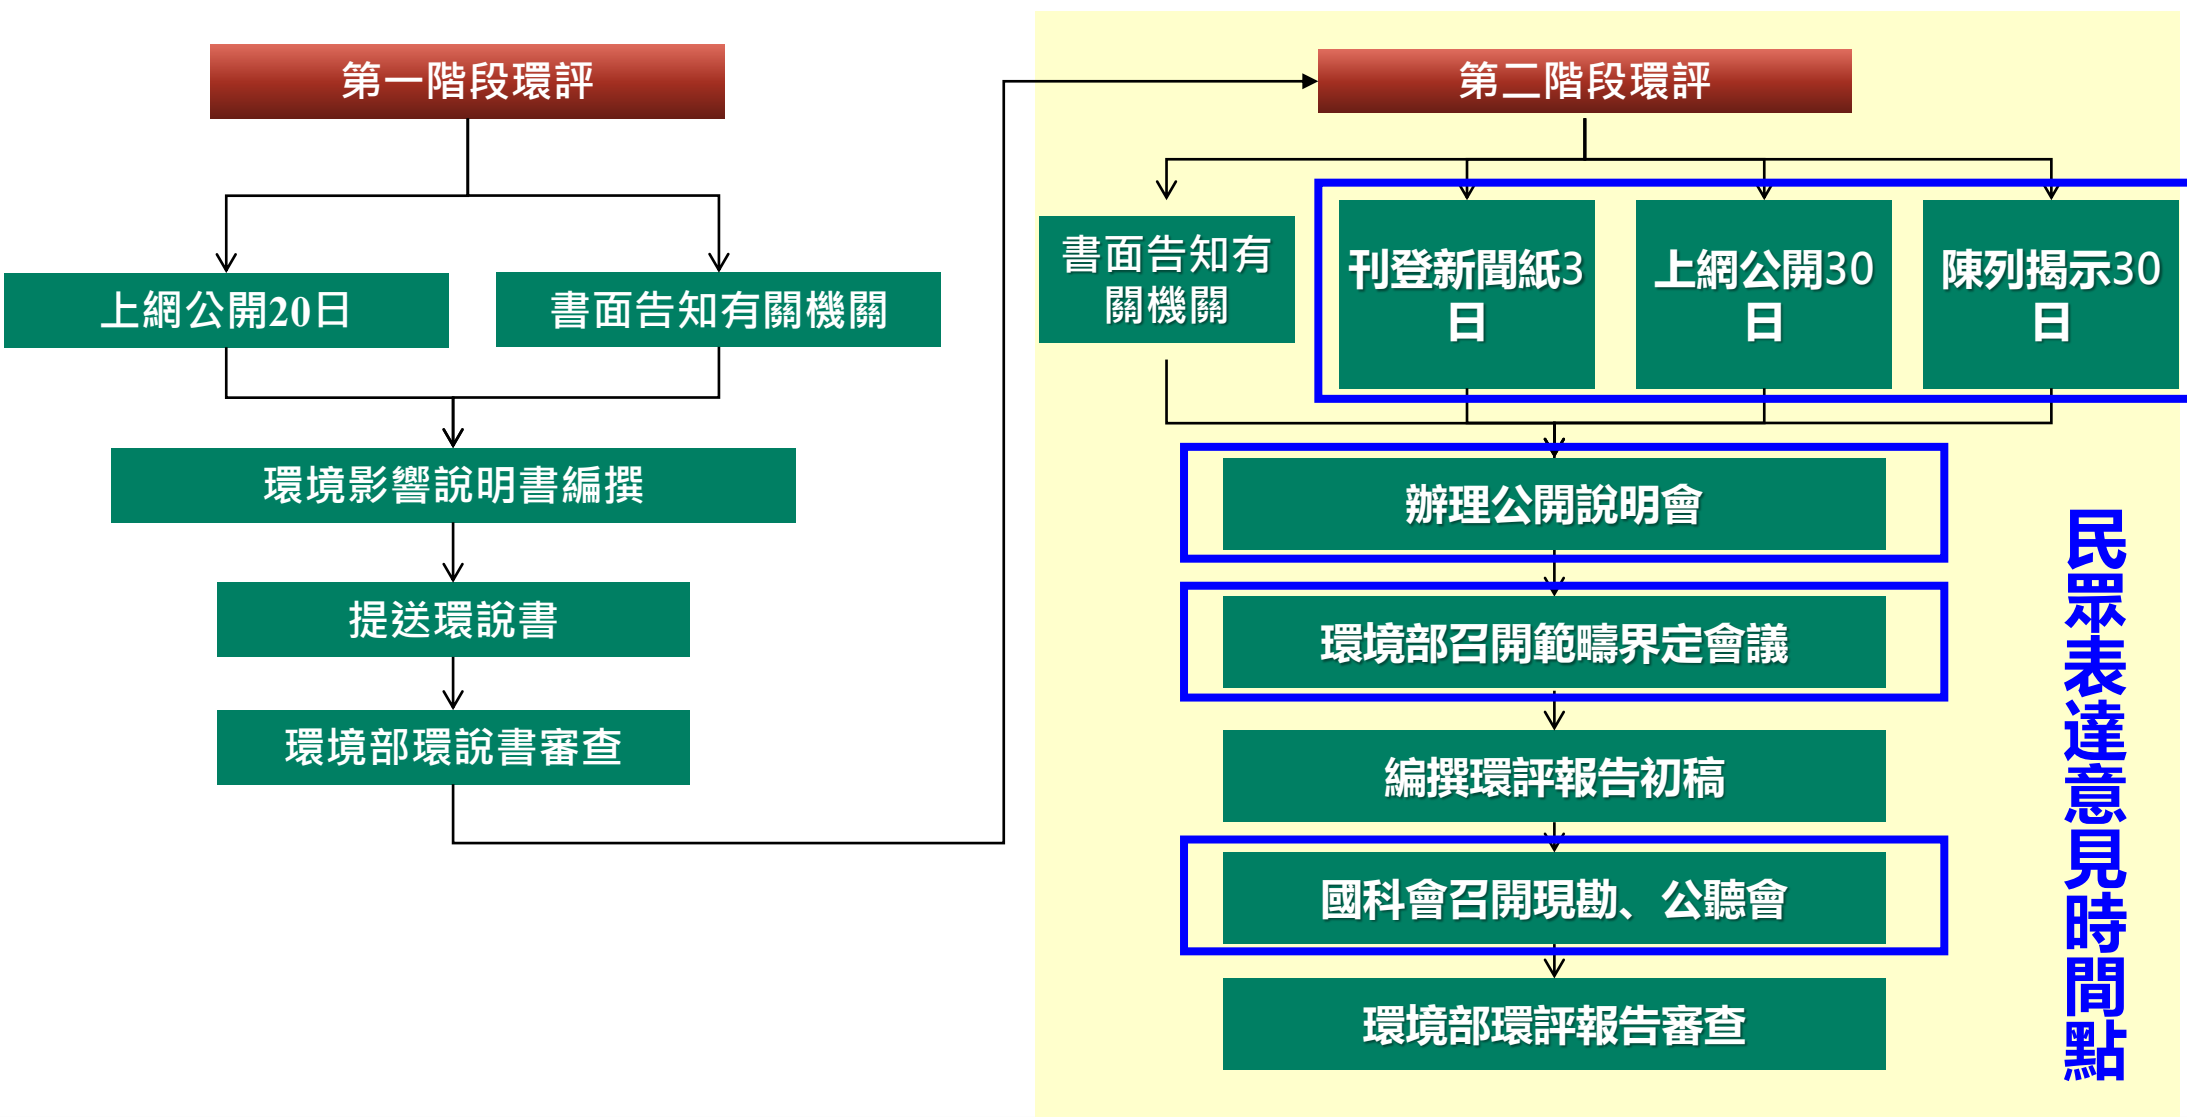 第一階段環評
上網公開20日
書面告知有關機關
環境影響說明書編撰
提送環說書
環境部環說書審查
第二階段環評
書面告知有
關機關
刊登新聞紙3
日
上網公開30
日
陳列揭示30
日
辦理公開說明會
環境部召開範疇界定會議
編撰環評報告初稿
國科會召開現勘、公聽會
環境部環評報告審查
民眾表達意見時間點